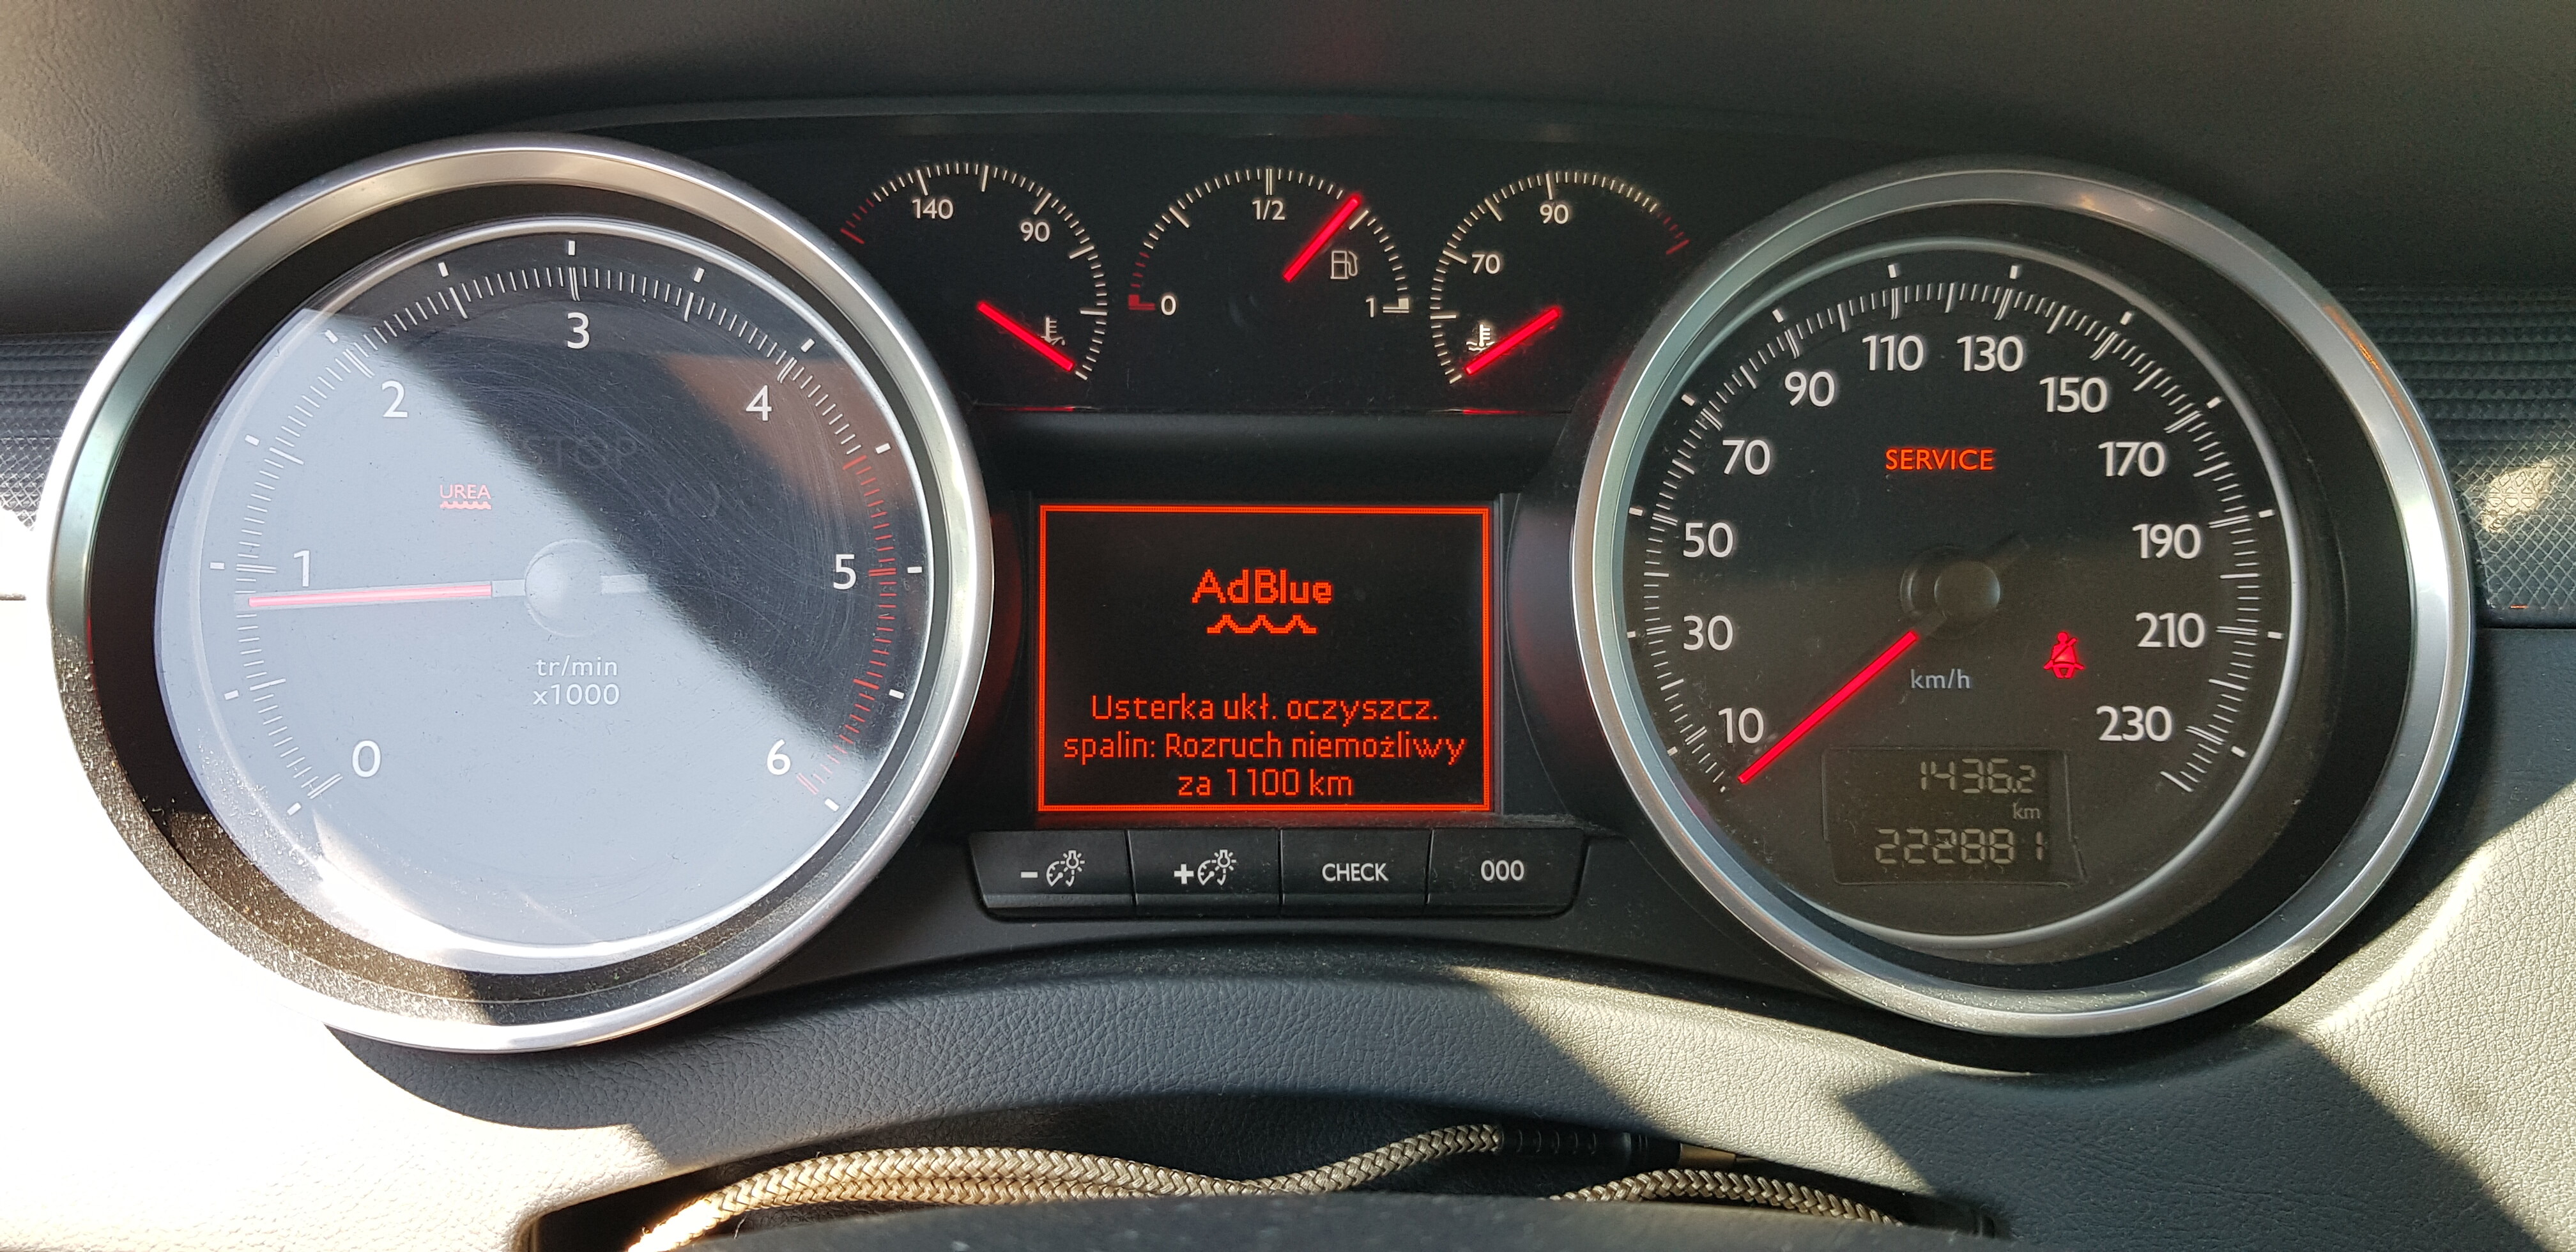 0
1
2
3
4
5
6
STOP
UREA
tr/min
x1000
140
90
0
1/2
1
70
90
AdBlue
Usterka ukł. oczyszcz.
spalin: Rozruch niemożliwy
za 1100 km
-
+
CHECK
000
10
30
50
70
90
110
130
150
170
190
210
230
SERVICE
km/h
1436.2
km
222881